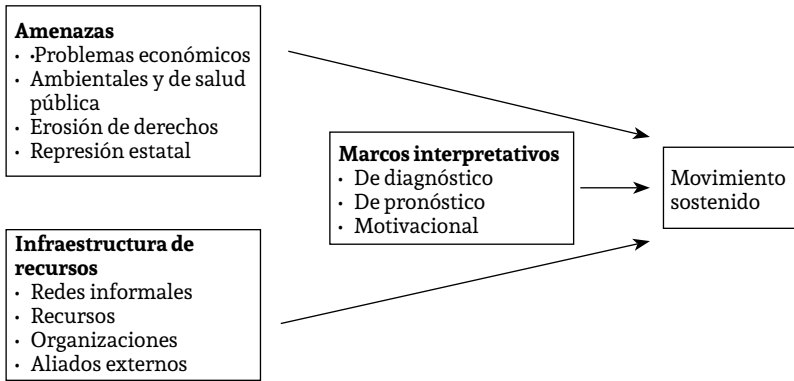 Amenazas
· ·Problemas económicos
· Ambientales y de salud
pública
· Erosión de derechos
· Represión estatal
Marcos interpretativos
· De diagnóstico
· De pronóstico
· Motivacional
Movimiento
sostenido
Infraestructura de
recursos
· Redes informales
· Recursos
· Organizaciones
· Aliados externos